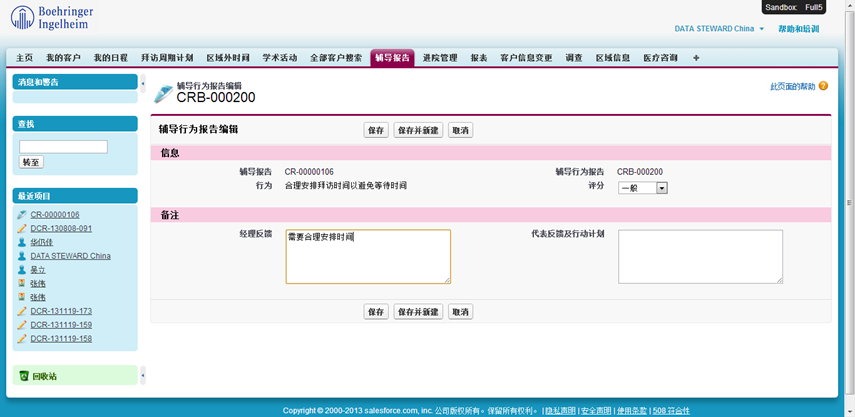 Sandbox: Full5
Boehringer
Ingelheim
DATA STEWARD China 帮助和培训
主页 我的客户 我的日程 拜访周期计划 区域外时间 学术活动 全部客户搜索 辅导报告 进院管理 报表 客户信息变更 调查 区域信息 医疗咨询 +
消息和警告
查找
转至
最近项目
CR-00000106
DCR-130808-091
华仍佳
DATA STEWARD China
吴立
张伟
张伟
DCR-131119-173
DCR-131119-159
DCR-131119-158
回收站
辅导行为报告编辑
CRB-000200
此页面的帮助 ?
辅导行为报告编辑 保存 保存并新建 取消
信息
辅导报告 CR-00000106 辅导行为报告 CRB-000200
行为 合理安排拜访时间以避免等待时间 评分 一般
备注
经理反馈 需要合理安排时间 代表反馈及行动计划
保存 保存并新建 取消
Copyright © 2000-2013 salesforce.com, inc. 公司版权所有。保留所有权利。 | 隐私声明 | 安全声明 | 使用条款 | 508 符合性